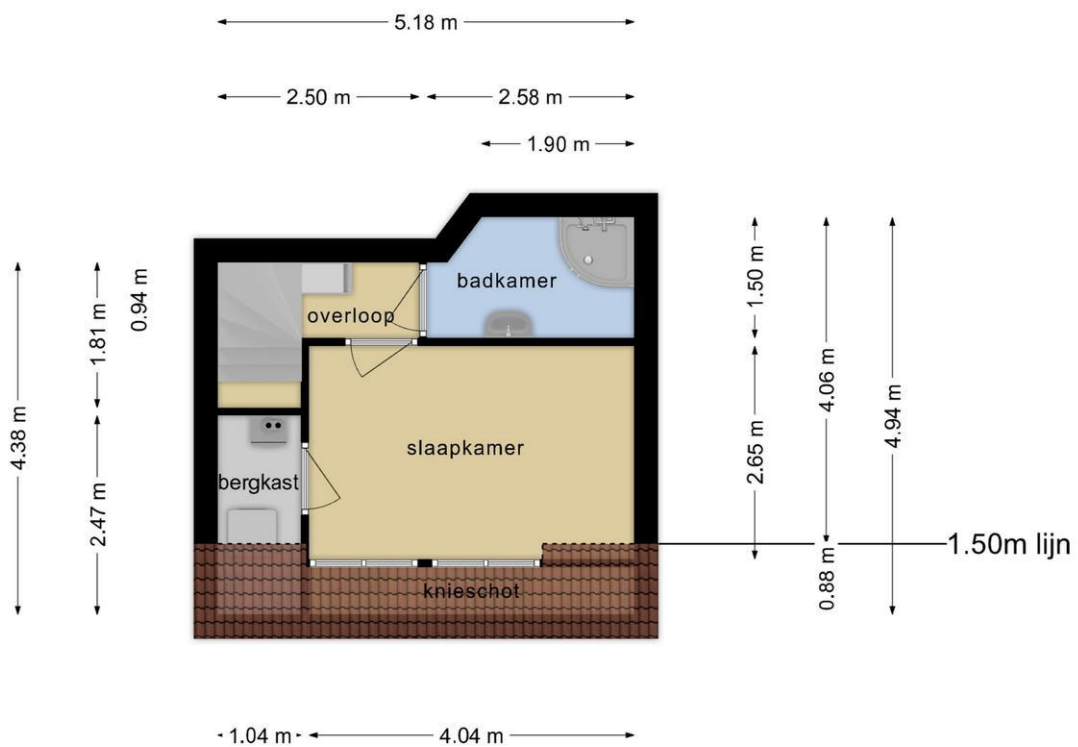 5.18 m
2.50 m
2.58 m
1.90 m
badkamer
overloop
slaapkamer
bergkast
knieschot
4.38 m
1.81 m
2.47 m
0.94 m
1.50 m
2.65 m
4.06 m
0.88 m
4.94 m
1.50m lijn
1.04 m
4.04 m